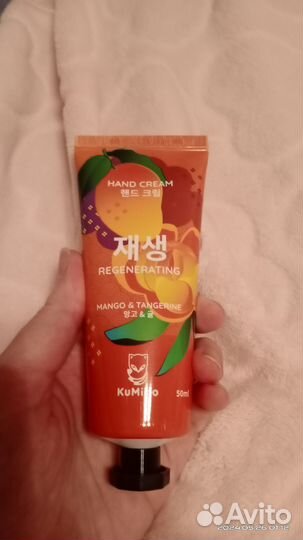 HAND CREAM
핸드 크림
재생
REGENERATING
MANGO & TANGERINE
망고 & 귤
50ml
Avito
2024.05.26 01:12